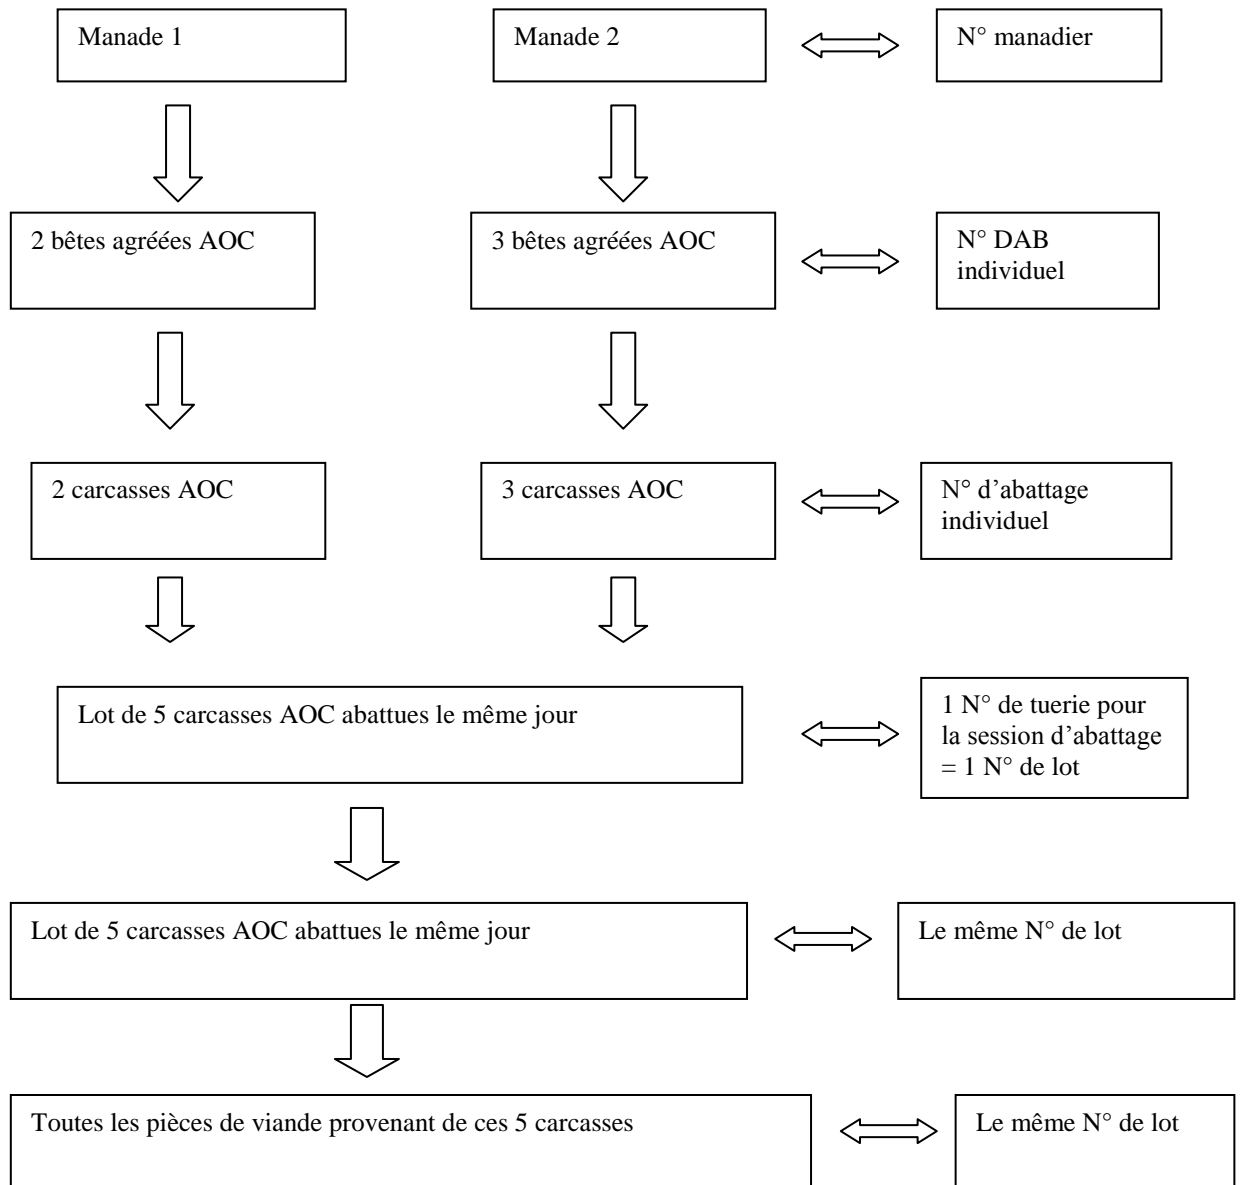 Manade 1
Manade 2
N° manadier
2 bêtes agréées AOC
3 bêtes agréées AOC
N° DAB
individuel
2 carcasses AOC
3 carcasses AOC
N° d’abattage
individuel
Lot de 5 carcasses AOC abattues le même jour
1 N° de tuerie pour
la session d’abattage
= 1 N° de lot
Lot de 5 carcasses AOC abattues le même jour
Le même N° de lot
Toutes les pièces de viande provenant de ces 5 carcasses
Le même N° de lot